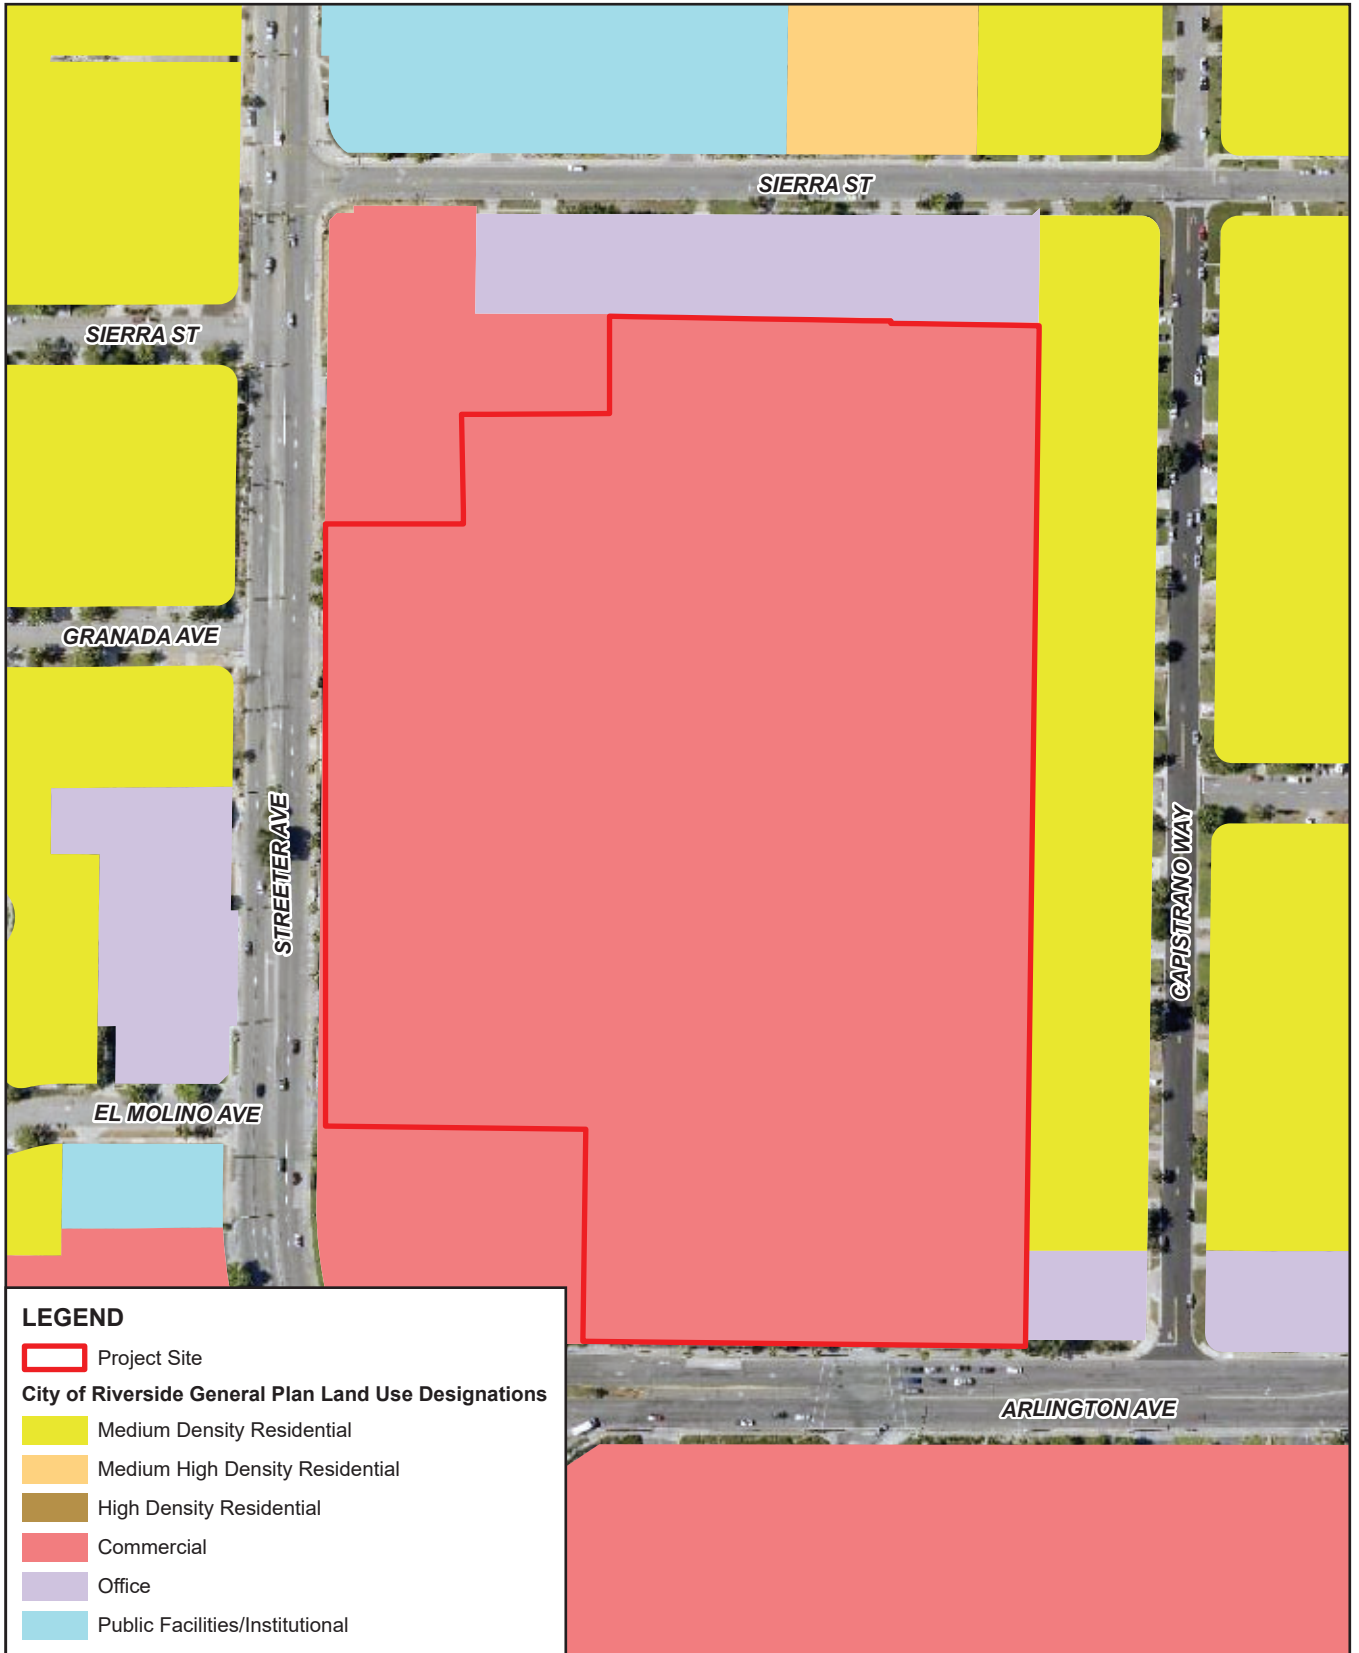 SIERRA ST
SIERRA ST
GRANADA AVE
STREETER AVE
CAPISTRANO WAY
EL MOLINO AVE
ARLINGTON AVE
LEGEND
Project Site
City of Riverside General Plan Land Use Designations
Medium Density Residential
Medium High Density Residential
High Density Residential
Commercial
Office
Public Facilities/Institutional